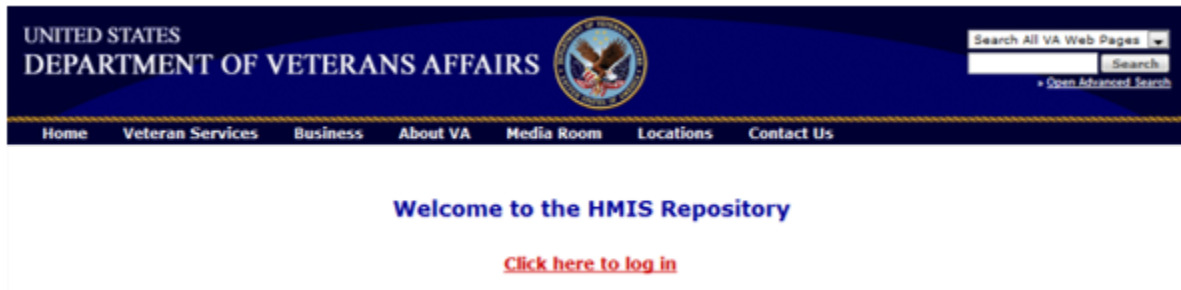 UNITED STATES
DEPARTMENT OF VETERANS AFFAIRS
Search All VA Web Pages
Search
» Open Advanced Search
Home Veteran Services Business About VA Media Room Locations Contact Us
Welcome to the HMIS Repository
Click here to log in